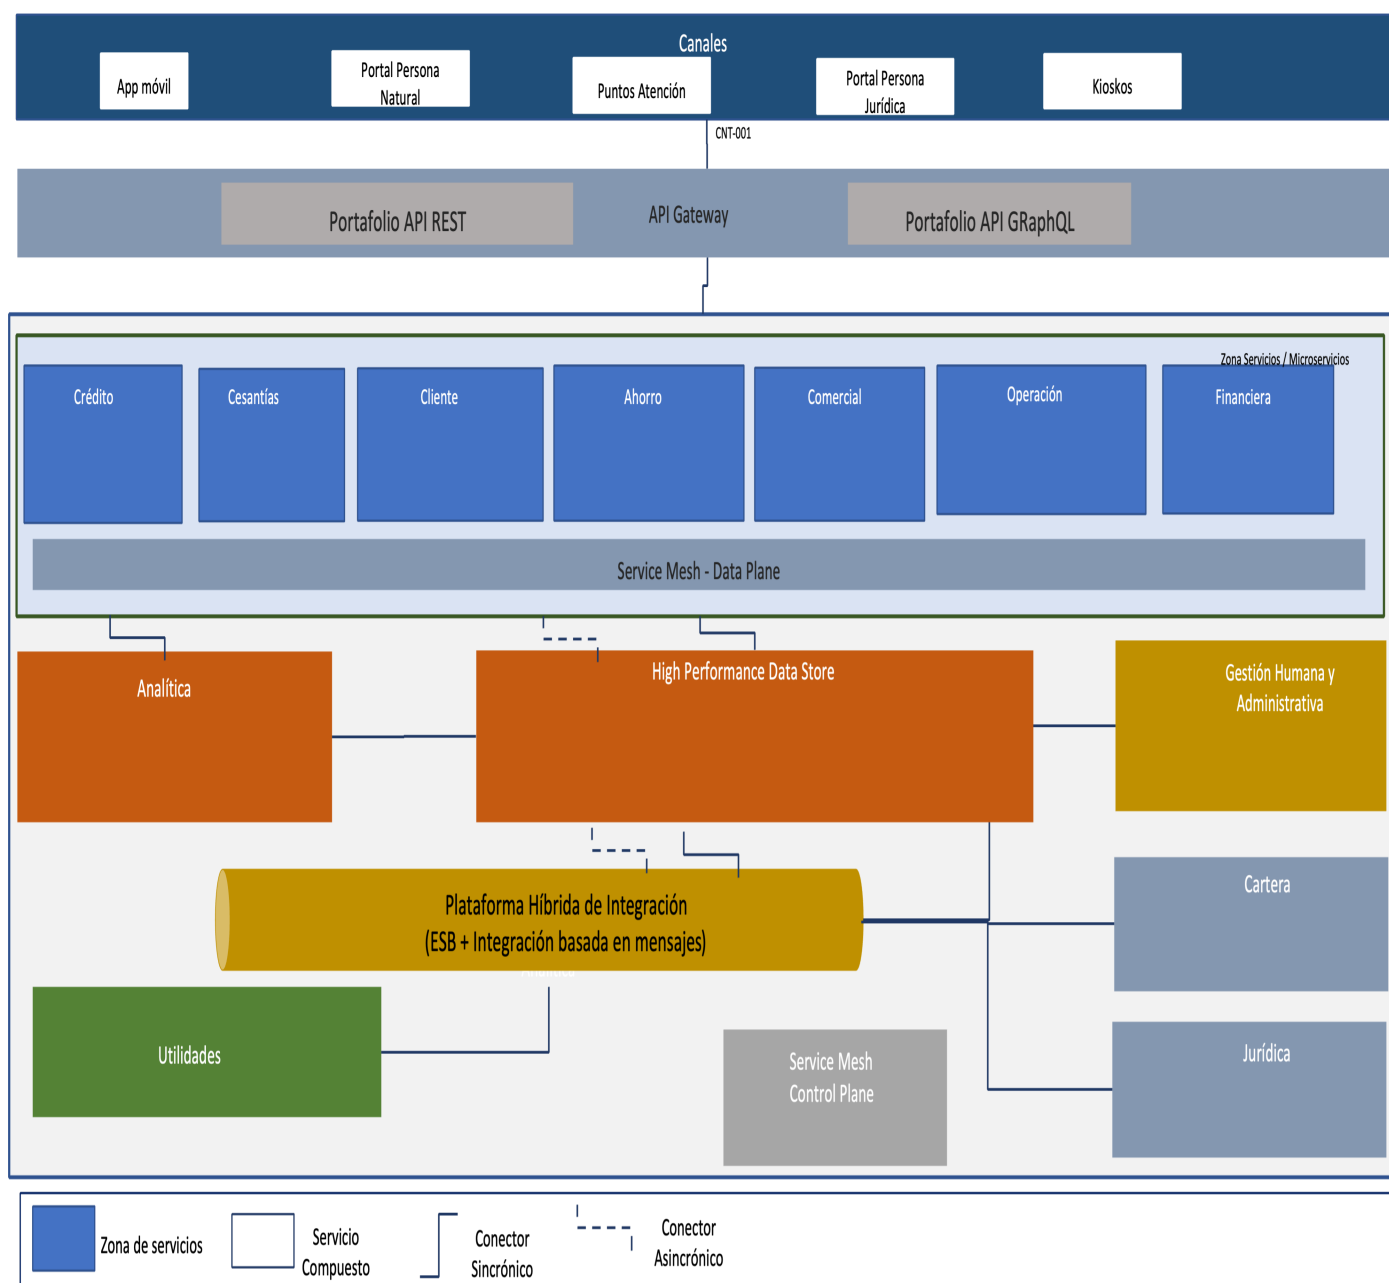 Canales
App móvil
Portal Persona
Natural
Puntos Atención
Portal Persona
Jurídica
Kioskos
CNT-001
Portafolio API REST
API Gateway
Portafolio API GRaphQL
Zona Servicios / Microservicios
Crédito
Cesantías
Cliente
Ahorro
Comercial
Operación
Financiera
Service Mesh - Data Plane
Analítica
High Performance Data Store
Gestión Humana y
Administrativa
Plataforma Híbrida de Integración
(ESB + Integración basada en mensajes)
Cartera
Utilidades
Service Mesh
Control Plane
Jurídica
Zona de servicios
Servicio
Compuesto
Conector
Sincrónico
Conector
Asincrónico